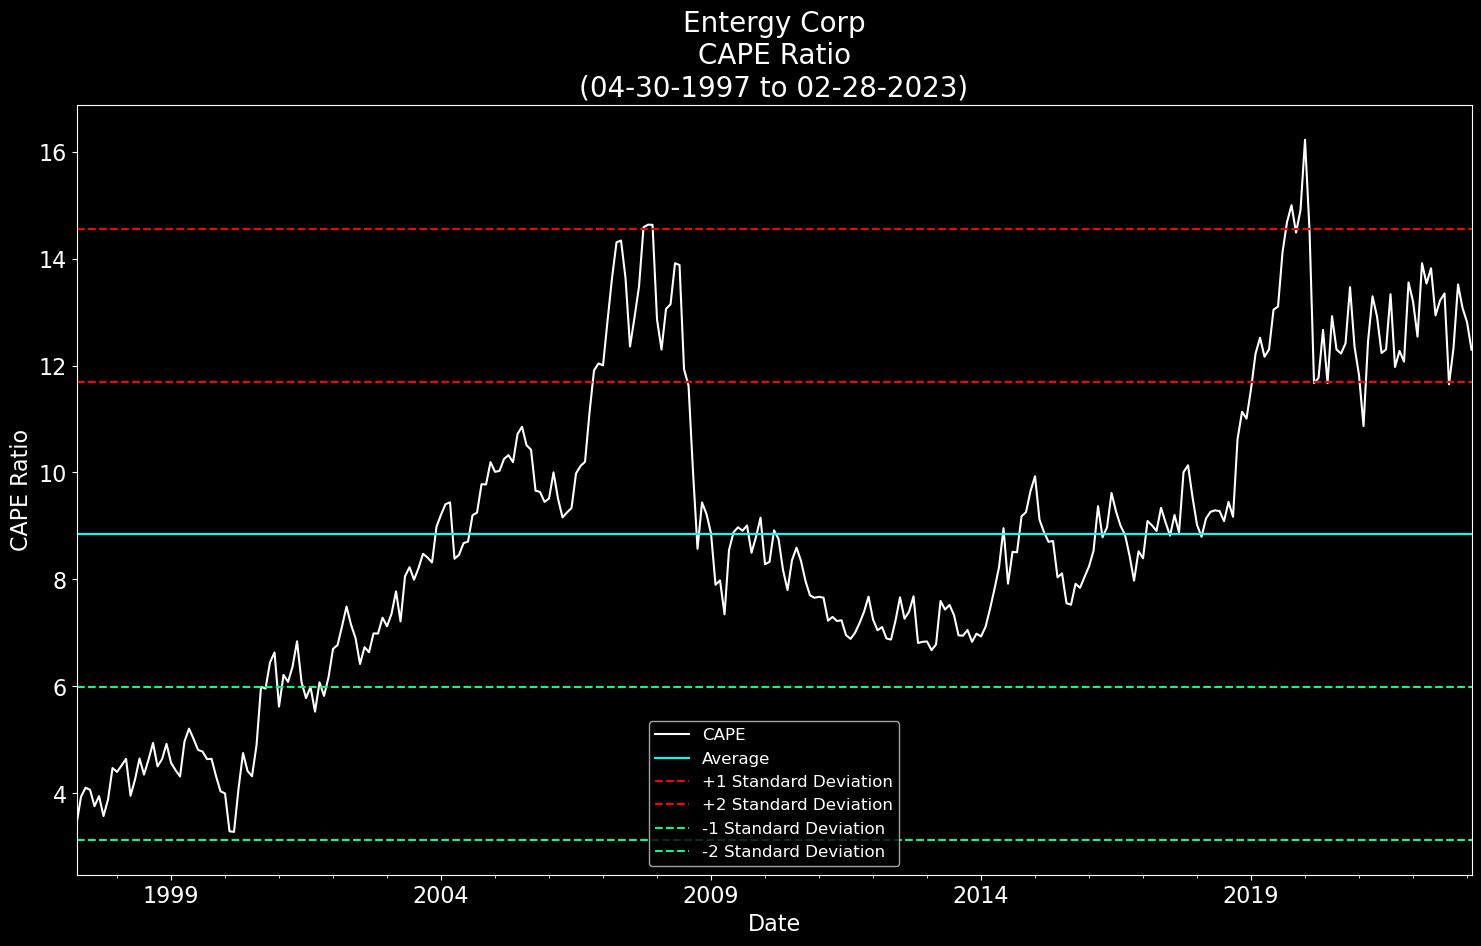 Entergy Corp
CAPE Ratio
(04-30-1997 to 02-28-2023)
16
14
12
10
8
6
4
CAPE Ratio
CAPE
Average
+1 Standard Deviation
+2 Standard Deviation
-1 Standard Deviation
-2 Standard Deviation
1999 2004 2009 2014 2019
Date